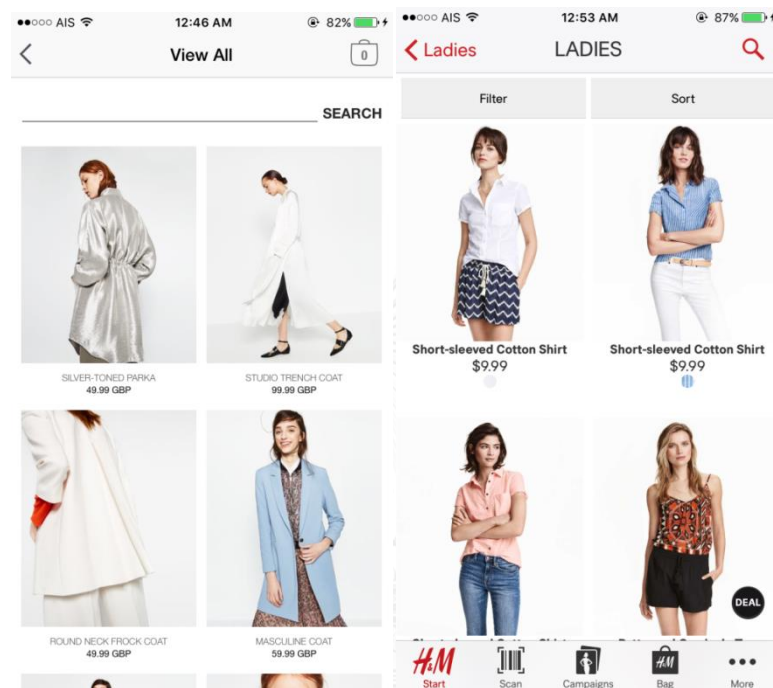 ●●○○○ AIS 12:46 AM 82%
View All
0
SEARCH
SILVER-TONED PARKA
49.99 GBP
STUDIO TRENCH COAT
99.99 GBP
ROUND NECK FROCK COAT
49.99 GBP
MASCULINE COAT
59.99 GBP
●●○○○ AIS 12:53 AM 87%
Ladies
LADIES
Filter
Sort
Short-sleeved Cotton Shirt
$9.99
Short-sleeved Cotton Shirt
$9.99
DEAL
H&M
H&M
Start
Scan
Campaigns
Bag
More